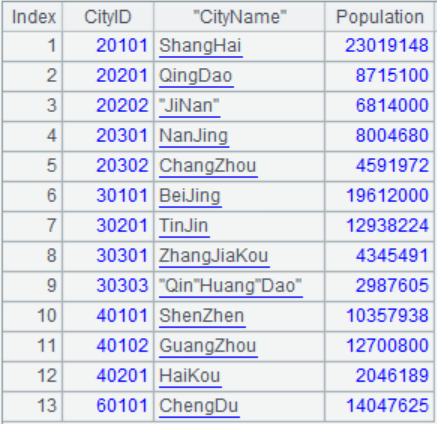 Index CityID "CityName" Population
1 20101 ShangHai 23019148
2 20201 QingDao 8715100
3 20202 "JiNan" 6814000
4 20301 NanJing 8004680
5 20302 ChangZhou 4591972
6 30101 BeiJing 19612000
7 30201 TinJin 12938224
8 30301 ZhangJiaKou 4345491
9 30303 "Qin"Huang"Dao" 2987605
10 40101 ShenZhen 10357938
11 40102 GuangZhou 12700800
12 40201 HaiKou 2046189
13 60101 ChengDu 14047625